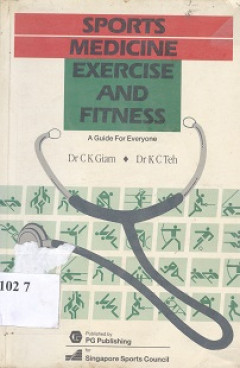 SPORTS
MEDICINE
EXERCISE
AND
FITNESS
A Guide For Everyone
Dr C K Giam ♦ Dr K C Teh
102 7
Published by
PG Publishing
for
Singapore Sports Council